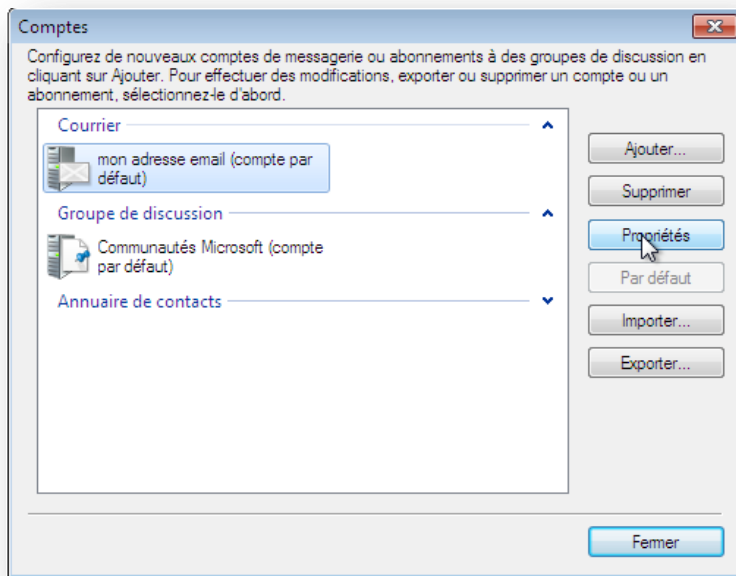 Comptes
Configurez de nouveaux comptes de messagerie ou abonnements à des groupes de discussion en
cliquant sur Ajouter. Pour effectuer des modifications, exporter ou supprimer un compte ou un
abonnement, sélectionnez-le d'abord.
Courrier
mon adresse email (compte par
défaut)
Groupe de discussion
Communautés Microsoft (compte
par défaut)
Annuaire de contacts
Ajouter...
Supprimer
Propriétés
Par défaut
Importer...
Exporter...
Fermer